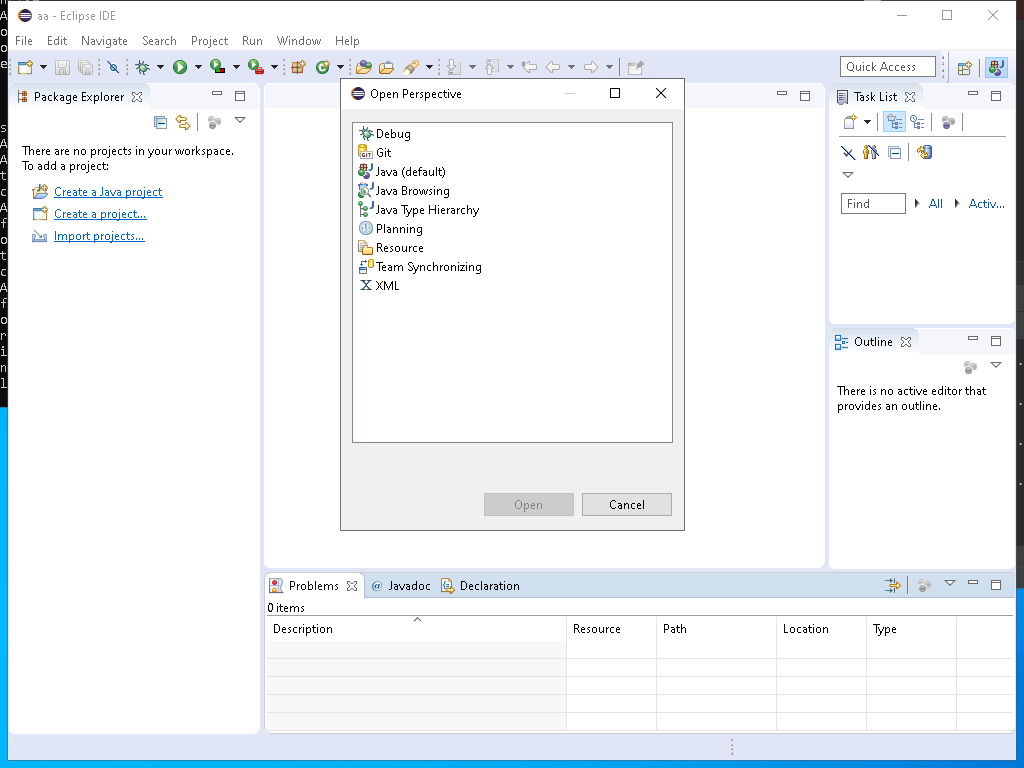 aa - Eclipse IDE
File Edit Navigate Search Project Run Window Help
Quick Access
Package Explorer
There are no projects in your workspace.
To add a project:
Create a Java project
Create a project...
Import projects...
Open Perspective
Debug
Git
Java (default)
Java Browsing
Java Type Hierarchy
Planning
Resource
Team Synchronizing
XML
Open Cancel
Task List
Find All Activ...
Outline
There is no active editor that
provides an outline.
Problems @ Javadoc Declaration
0 items
Description Resource Path Location Type